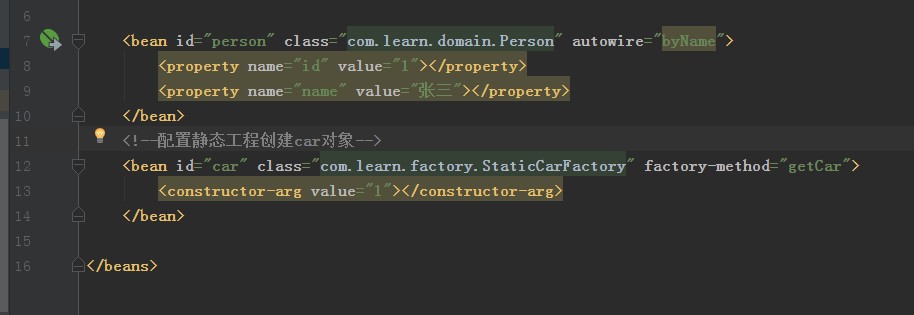 6
7 <bean id="person" class="com.learn.domain.Person" autowire="byName">
8 <property name="id" value="1"></property>
9 <property name="name" value="张三"></property>
10 </bean>
11 <!--配置静态工程创建car对象-->
12 <bean id="car" class="com.learn.factory.StaticCarFactory" factory-method="getCar">
13 <constructor-arg value="1"></constructor-arg>
14 </bean>
15
16 </beans>